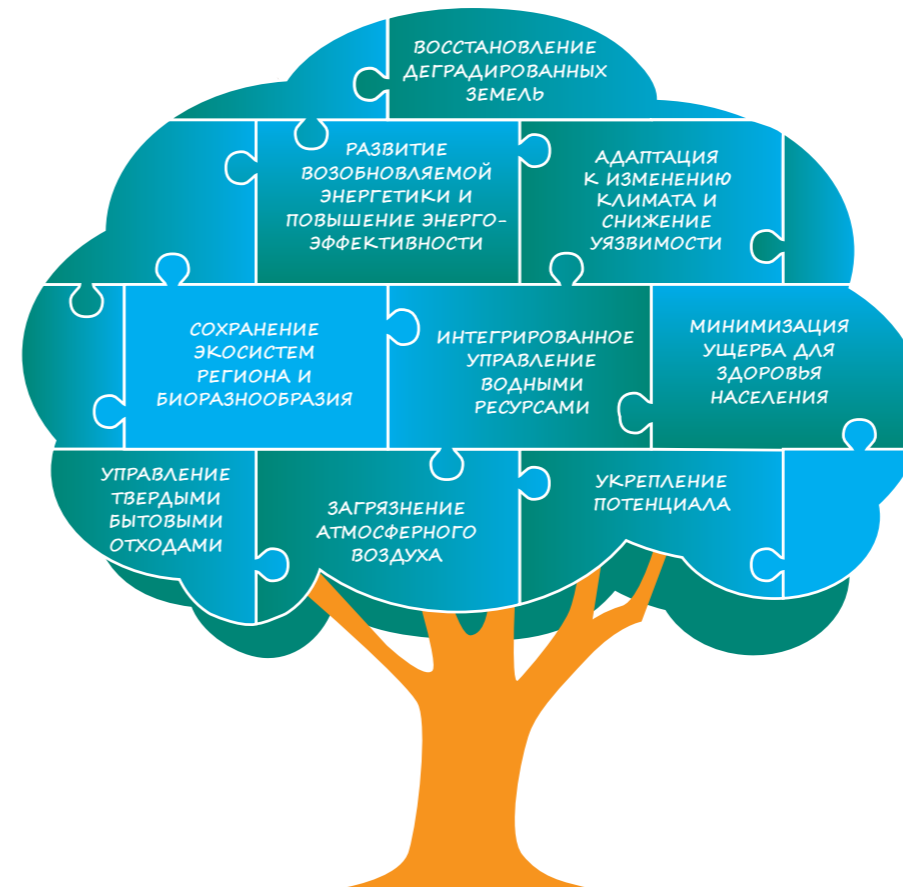 ВОССТАНОВЛЕНИЕ
ДЕГРАДИРОВАННЫХ
ЗЕМЕЛЬ
РАЗВИТИЕ
ВОЗОБНОВЛЯЕМОЙ
ЭНЕРГЕТИКИ И
ПОВЫШЕНИЕ ЭНЕРГО-
ЭФФЕКТИВНОСТИ
АДАПТАЦИЯ
К ИЗМЕНЕНИЮ
КЛИМАТА И
СНИЖЕНИЕ
УЯЗВИМОСТИ
СОХРАНЕНИЕ
ЭКОСИСТЕМ
РЕГИОНА И
БИОРАЗНООБРАЗИЯ
ИНТЕГРИРОВАННОЕ
УПРАВЛЕНИЕ
ВОДНЫМИ
РЕСУРСАМИ
МИНИМИЗАЦИЯ
УЩЕРБА ДЛЯ
ЗДОРОВЬЯ
НАСЕЛЕНИЯ
УПРАВЛЕНИЕ
ТВЕРДЫМИ
БЫТОВЫМИ
ОТХОДАМИ
ЗАГРЯЗНЕНИЕ
АТМОСФЕРНОГО
ВОЗДУХА
УКРЕПЛЕНИЕ
ПОТЕНЦИАЛА